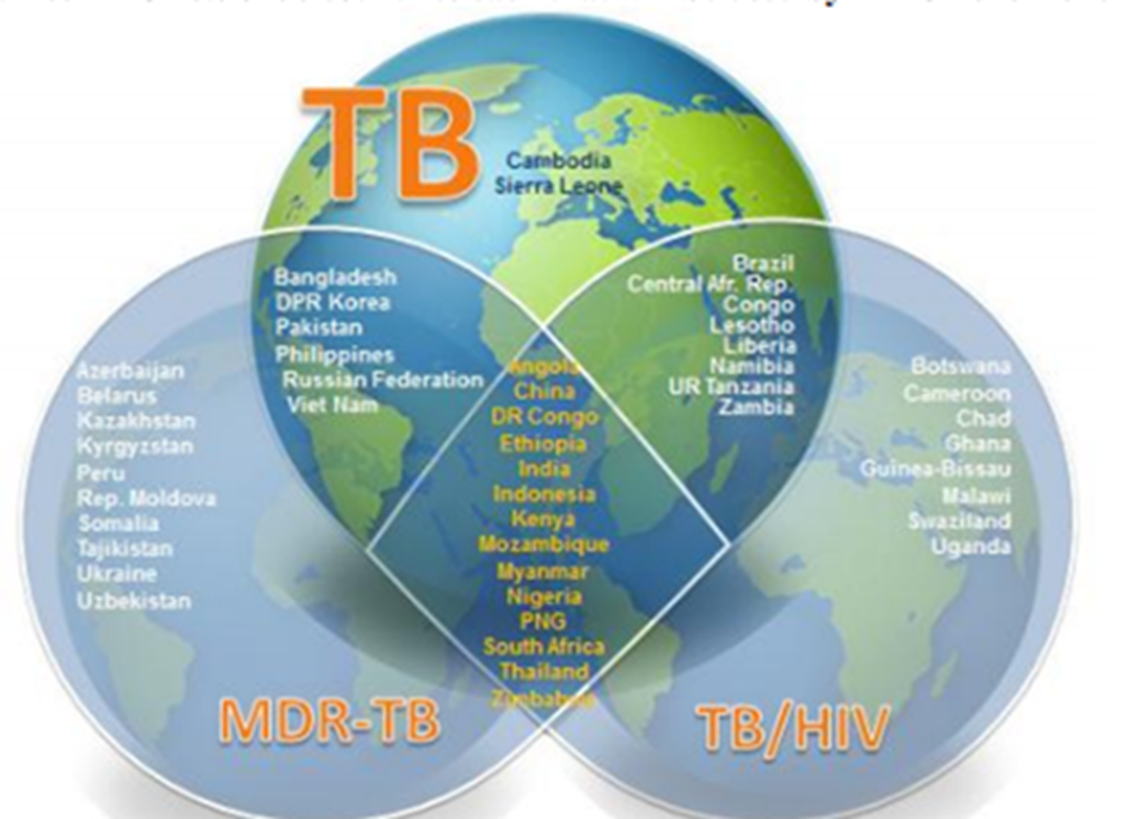 TB
Cambodia
Sierra Leone
Bangladesh
DPR Korea
Pakistan
Philippines
Russian Federation
Viet Nam
Brazil
Central Afr. Rep.
Congo
Lesotho
Liberia
Namibia
UR Tanzania
Zambia
Azerbaijan
Belarus
Kazakhstan
Kyrgyzstan
Peru
Rep. Moldova
Somalia
Tajikistan
Ukraine
Uzbekistan
Angola
China
DR Congo
Ethiopia
India
Indonesia
Kenya
Mozambique
Myanmar
Nigeria
PNG
South Africa
Thailand
Zimbabwe
Botswana
Cameroon
Chad
Ghana
Guinea-Bissau
Malawi
Swaziland
Uganda
MDR-TB
TB/HIV